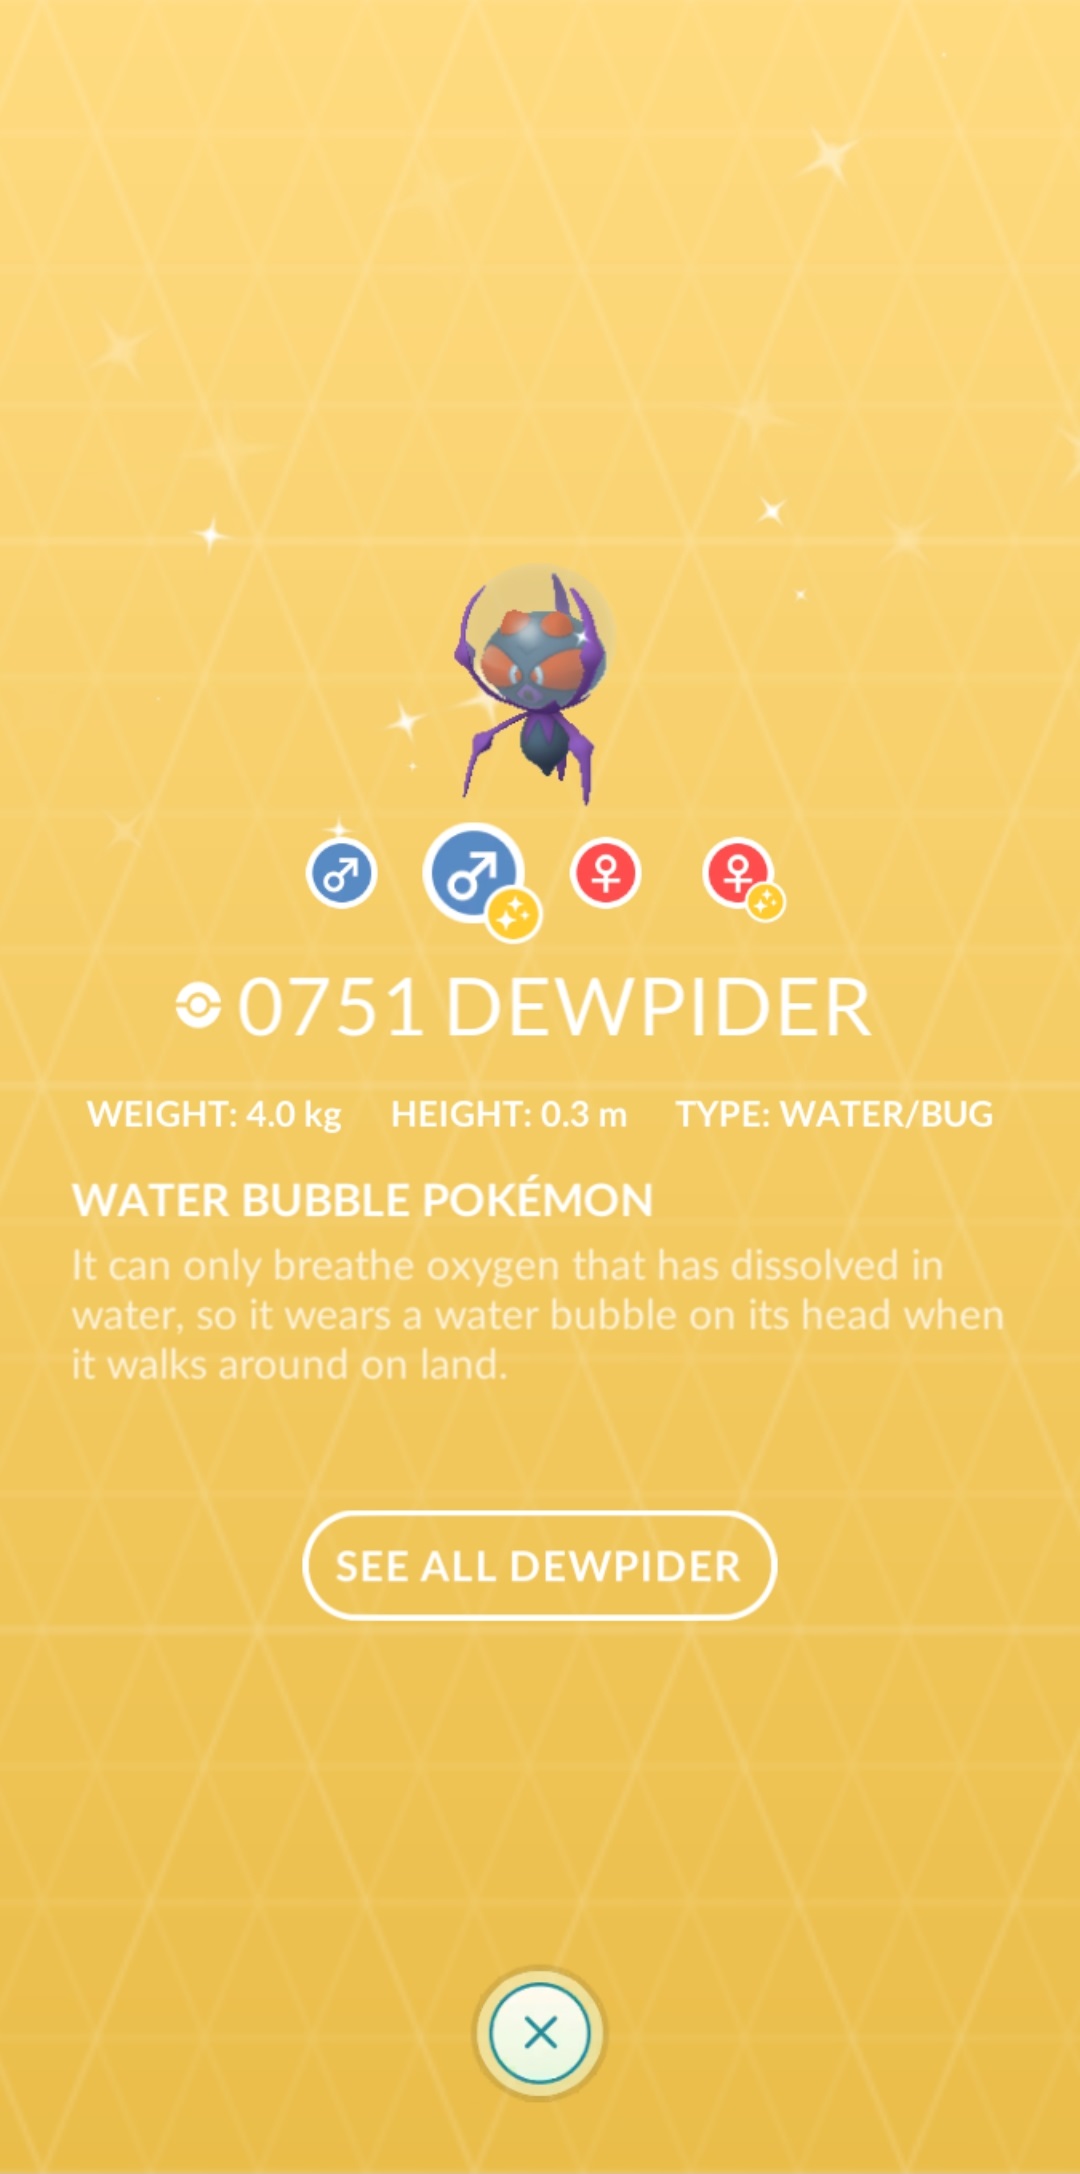 0751 DEWPIDER
WEIGHT: 4.0 kg HEIGHT: 0.3 m TYPE: WATER/BUG
WATER BUBBLE POKÉMON
It can only breathe oxygen that has dissolved in
water, so it wears a water bubble on its head when
it walks around on land.
SEE ALL DEWPIDER